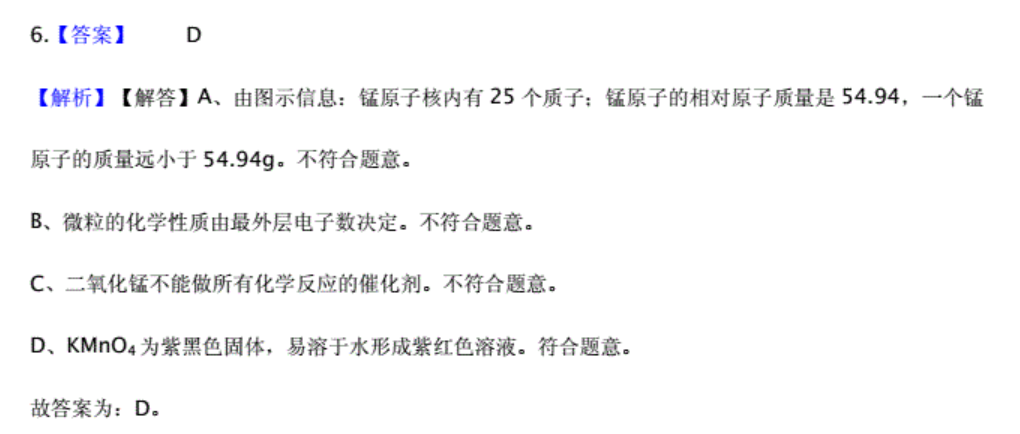 6.【答案】 D
【解析】【解答】A、由图示信息：锰原子核内有 25 个质子；锰原子的相对原子质量是 54.94，一个锰
原子的质量远小于 54.94g。不符合题意。
B、微粒的化学性质由最外层电子数决定。不符合题意。
C、二氧化锰不能做所有化学反应的催化剂。不符合题意。
D、KMnO₄ 为紫黑色固体，易溶于水形成紫红色溶液。符合题意。
故答案为：D。